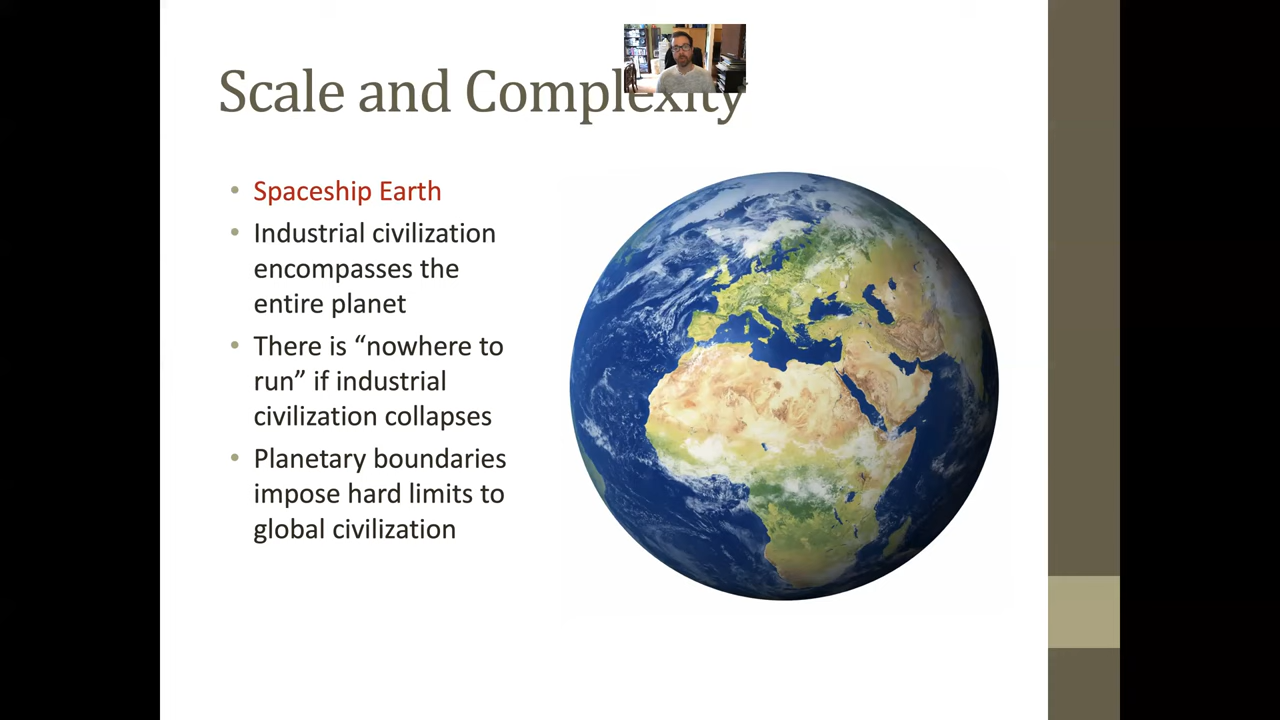 Scale and Complexity
• Spaceship Earth
• Industrial civilization
encompasses the
entire planet
• There is “nowhere to
run” if industrial
civilization collapses
• Planetary boundaries
impose hard limits to
global civilization